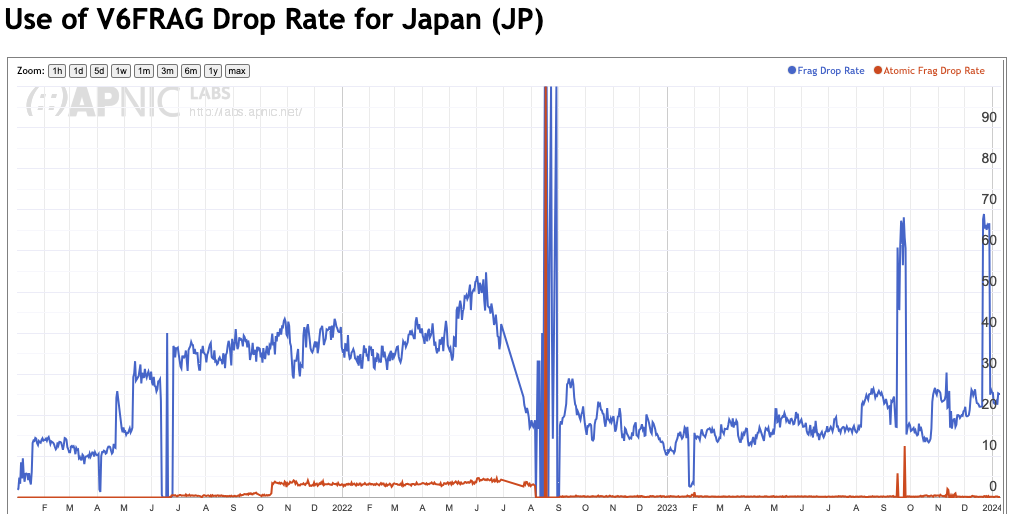 Use of V6FRAG Drop Rate for Japan (JP)
Zoom: 1h 1d 5d 1w 1m 3m 6m 1y max
Frag Drop Rate Atomic Frag Drop Rate
APNIC LABS
http://labs.apnic.net/
90
80
70
60
50
40
30
20
10
0
F M A M J J A S O N D 2022 F M A M J J A S O N D 2023 F M A M J J A S O N D 2024